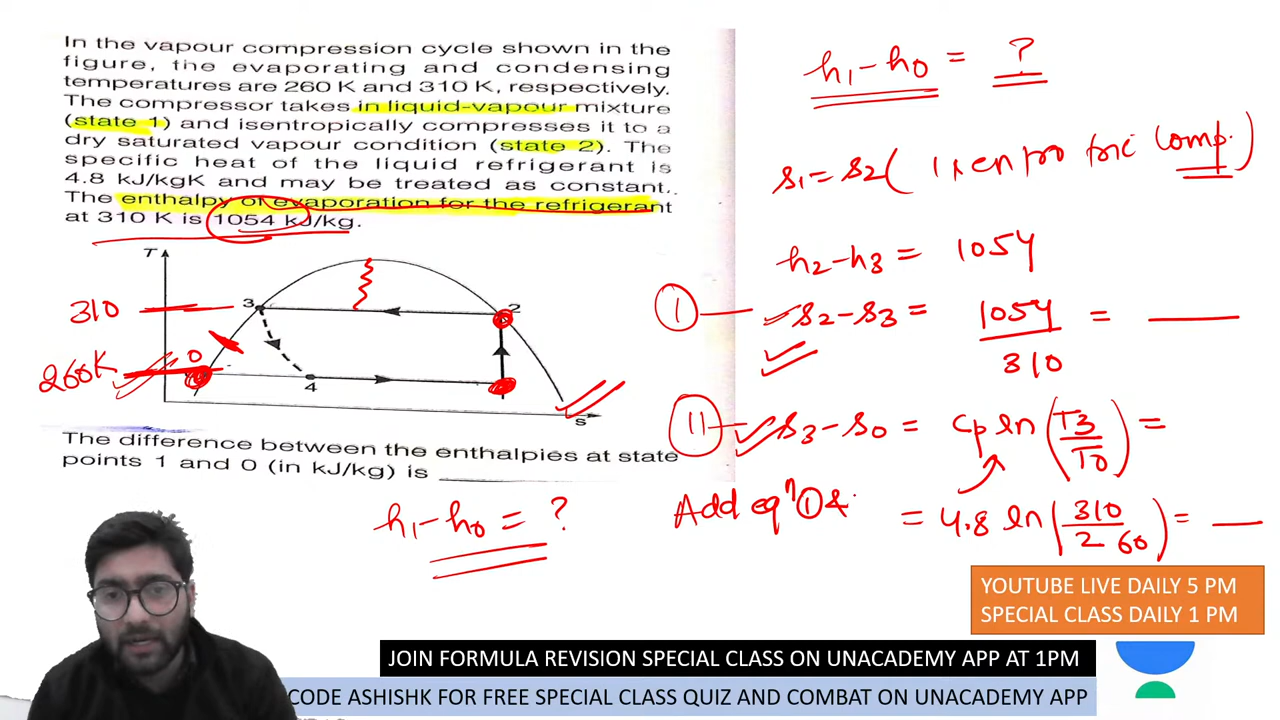 In the vapour compression cycle shown in the
figure, the evaporating and condensing
temperatures are 260 K and 310 K, respectively.
The compressor takes in liquid-vapour mixture
(state 1) and isentropically compresses it to a
dry saturated vapour condition (state 2). The
specific heat of the liquid refrigerant is
4.8 kJ/kgK and may be treated as constant.
The enthalpy of evaporation for the refrigerant
at 310 K is 1054 kJ/kg.
T
310
3
2
260K
0
4
s
The difference between the enthalpies at state
points 1 and 0 (in kJ/kg) is
h1-h0 = ?
h1-h0 = ?
s1=s2( Isentropic Comp. )
h2-h3 = 1054
I s2-s3 = 1054/310 =
II s3-s0 = Cp ln (T3/T0) =
Add eqn ① &
= 4.8 ln (310/260) =
YOUTUBE LIVE DAILY 5 PM
SPECIAL CLASS DAILY 1 PM
JOIN FORMULA REVISION SPECIAL CLASS ON UNACADEMY APP AT 1PM
CODE ASHISHK FOR FREE SPECIAL CLASS QUIZ AND COMBAT ON UNACADEMY APP